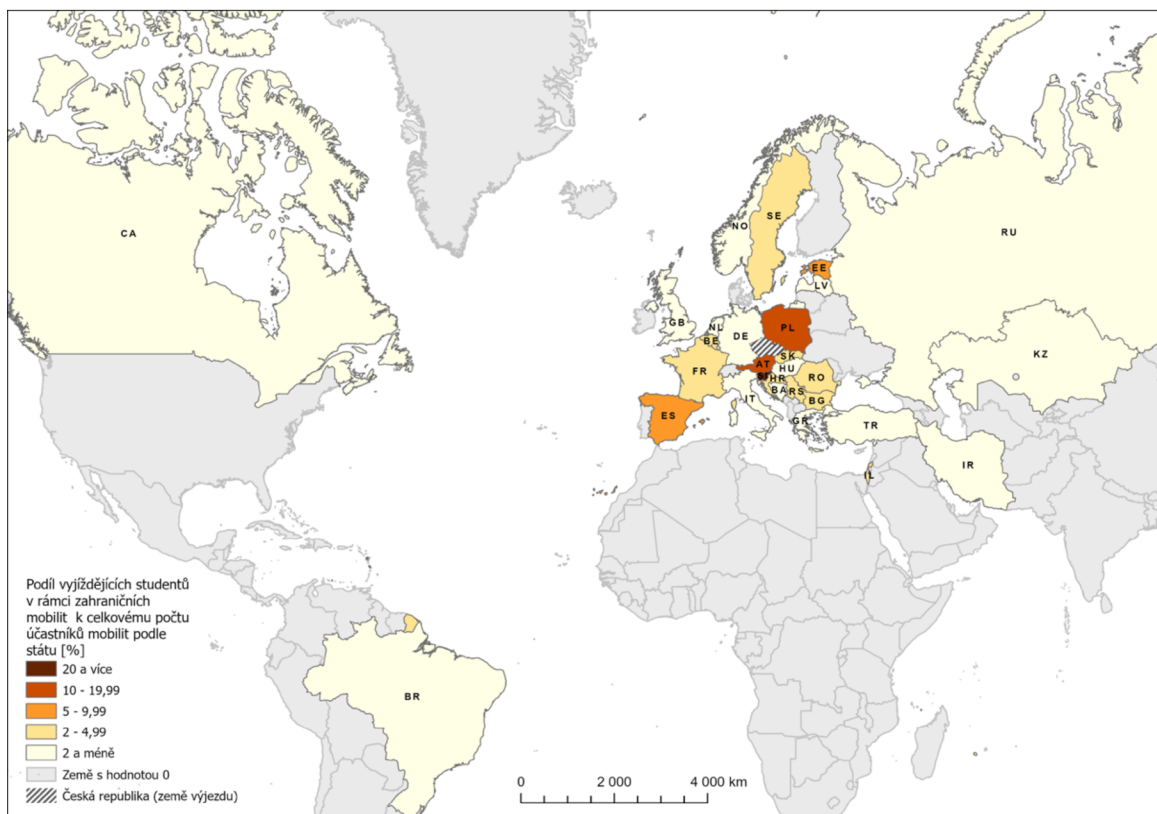 CA
NO
SE
RU
EE
LV
GB
NL
BE
DE
PL
KZ
FR
AT
SK
HU
SI
HR
RO
BA
RS
BG
IT
ES
GR
TR
IR
IL
BR
Podíl vyjíždějících studentů
v rámci zahraničních
mobilit k celkovému počtu
účastníků mobilit podle
státu [%]
20 a více
10 - 19,99
5 - 9,99
2 - 4,99
2 a méně
Země s hodnotou 0
Česká republika (země výjezdu)
0 2 000 4 000 km